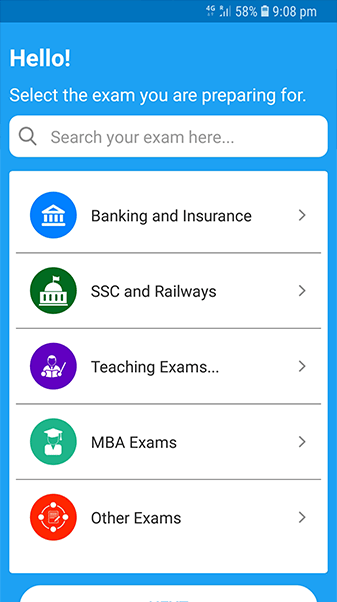 4G 58% 9:08 pm
Hello!
Select the exam you are preparing for.
Search your exam here...
Banking and Insurance
SSC and Railways
Teaching Exams...
MBA Exams
Other Exams